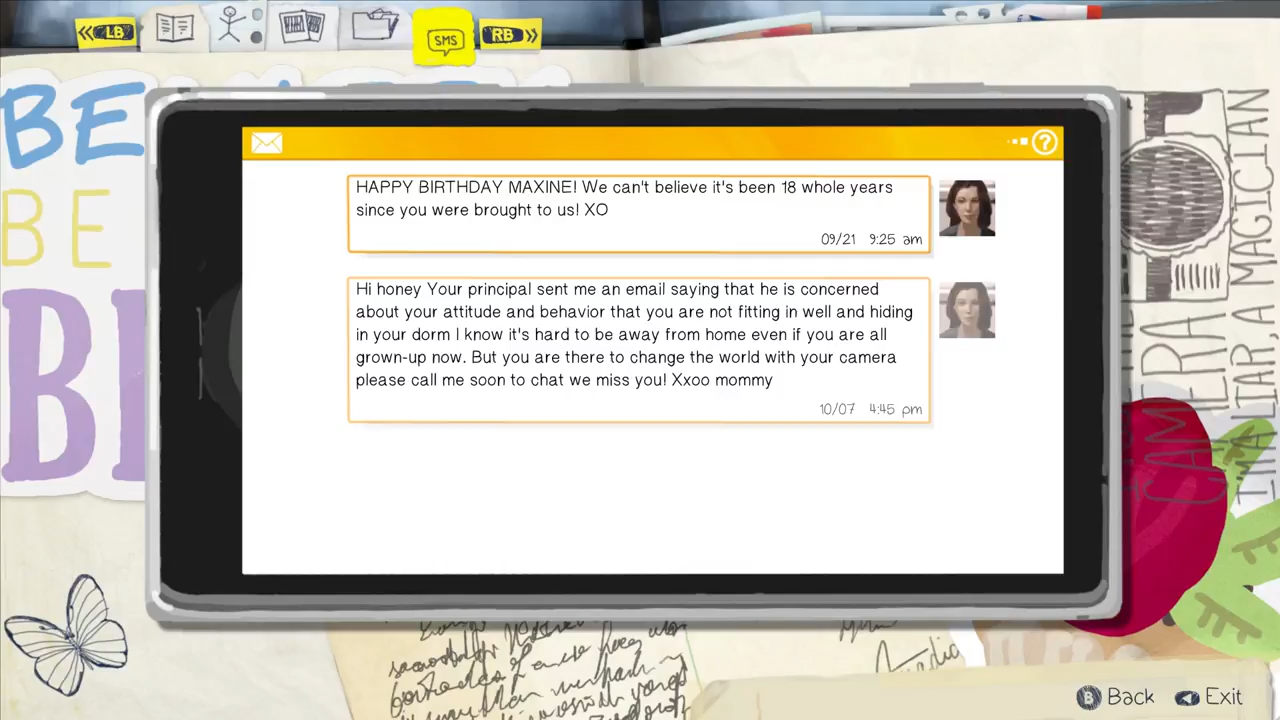 LB
SMS
RB
BE
BE
HAPPY BIRTHDAY MAXINE! We can't believe it's been 18 whole years
since you were brought to us! XO
09/21 9:25 am
Hi honey Your principal sent me an email saying that he is concerned
about your attitude and behavior that you are not fitting in well and hiding
in your dorm I know it's hard to be away from home even if you are all
grown-up now. But you are there to change the world with your camera
please call me soon to chat we miss you! Xxoo mommy
10/07 4:45 pm
CAMERA
A MAGICIAN
B Back
Exit